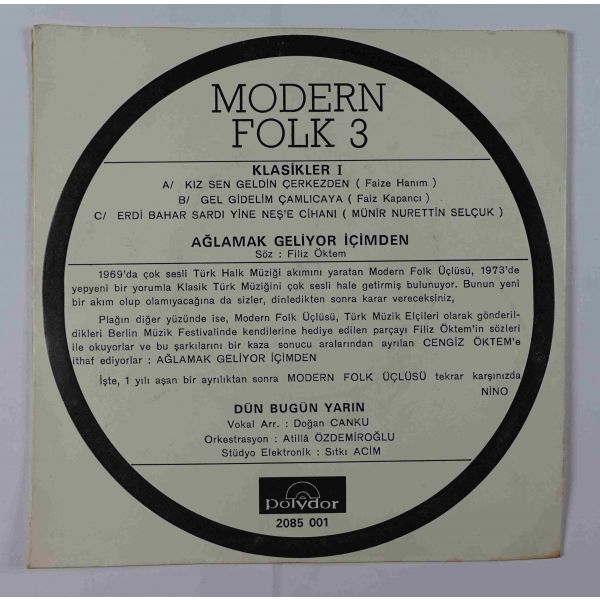 MODERN
FOLK 3
KLASİKLER I
A/ KIZ SEN GELDİN ÇERKEZDEN ( Faize Hanım )
B/ GEL GİDELİM ÇAMLICAYA ( Faiz Kapancı )
C/ ERDİ BAHAR SARDI YİNE NEŞ'E CİHANI ( MÜNİR NURETTİN SELÇUK )
AĞLAMAK GELİYOR İÇİMDEN
Söz : Filiz Öktem
1969'da çok sesli Türk Halk Müziği akımını yaratan Modern Folk Üçlüsü, 1973'de
yepyeni bir yorumla Klasik Türk Müziğini çok sesli hale getirmiş bulunuyor. Bunun yeni
bir akım olup olamıyacağına da sizler, dinledikten sonra karar vereceksiniz,
Plağın diğer yüzünde ise, Modern Folk Üçlüsü, Türk Müzik Elçileri olarak gönderil-
dikleri Berlin Müzik Festivalinde kendilerine hediye edilen parçayı Filiz Öktem'in sözleri
ile okuyorlar ve bu şarkılarını bir kaza sonucu aralarından ayrılan CENGİZ ÖKTEM'e
ithaf ediyorlar : AĞLAMAK GELİYOR İÇİMDEN
İşte, 1 yılı aşan bir ayrılıktan sonra MODERN FOLK ÜÇLÜSÜ tekrar karşınızda
NİNO
DÜN BUGÜN YARIN
Vokal Arr. : Doğan CANKU
Orkestrasyon : Atillâ ÖZDEMİROĞLU
Stüdyo Elektronik : Sıtkı ACİM
polydor
2085 001